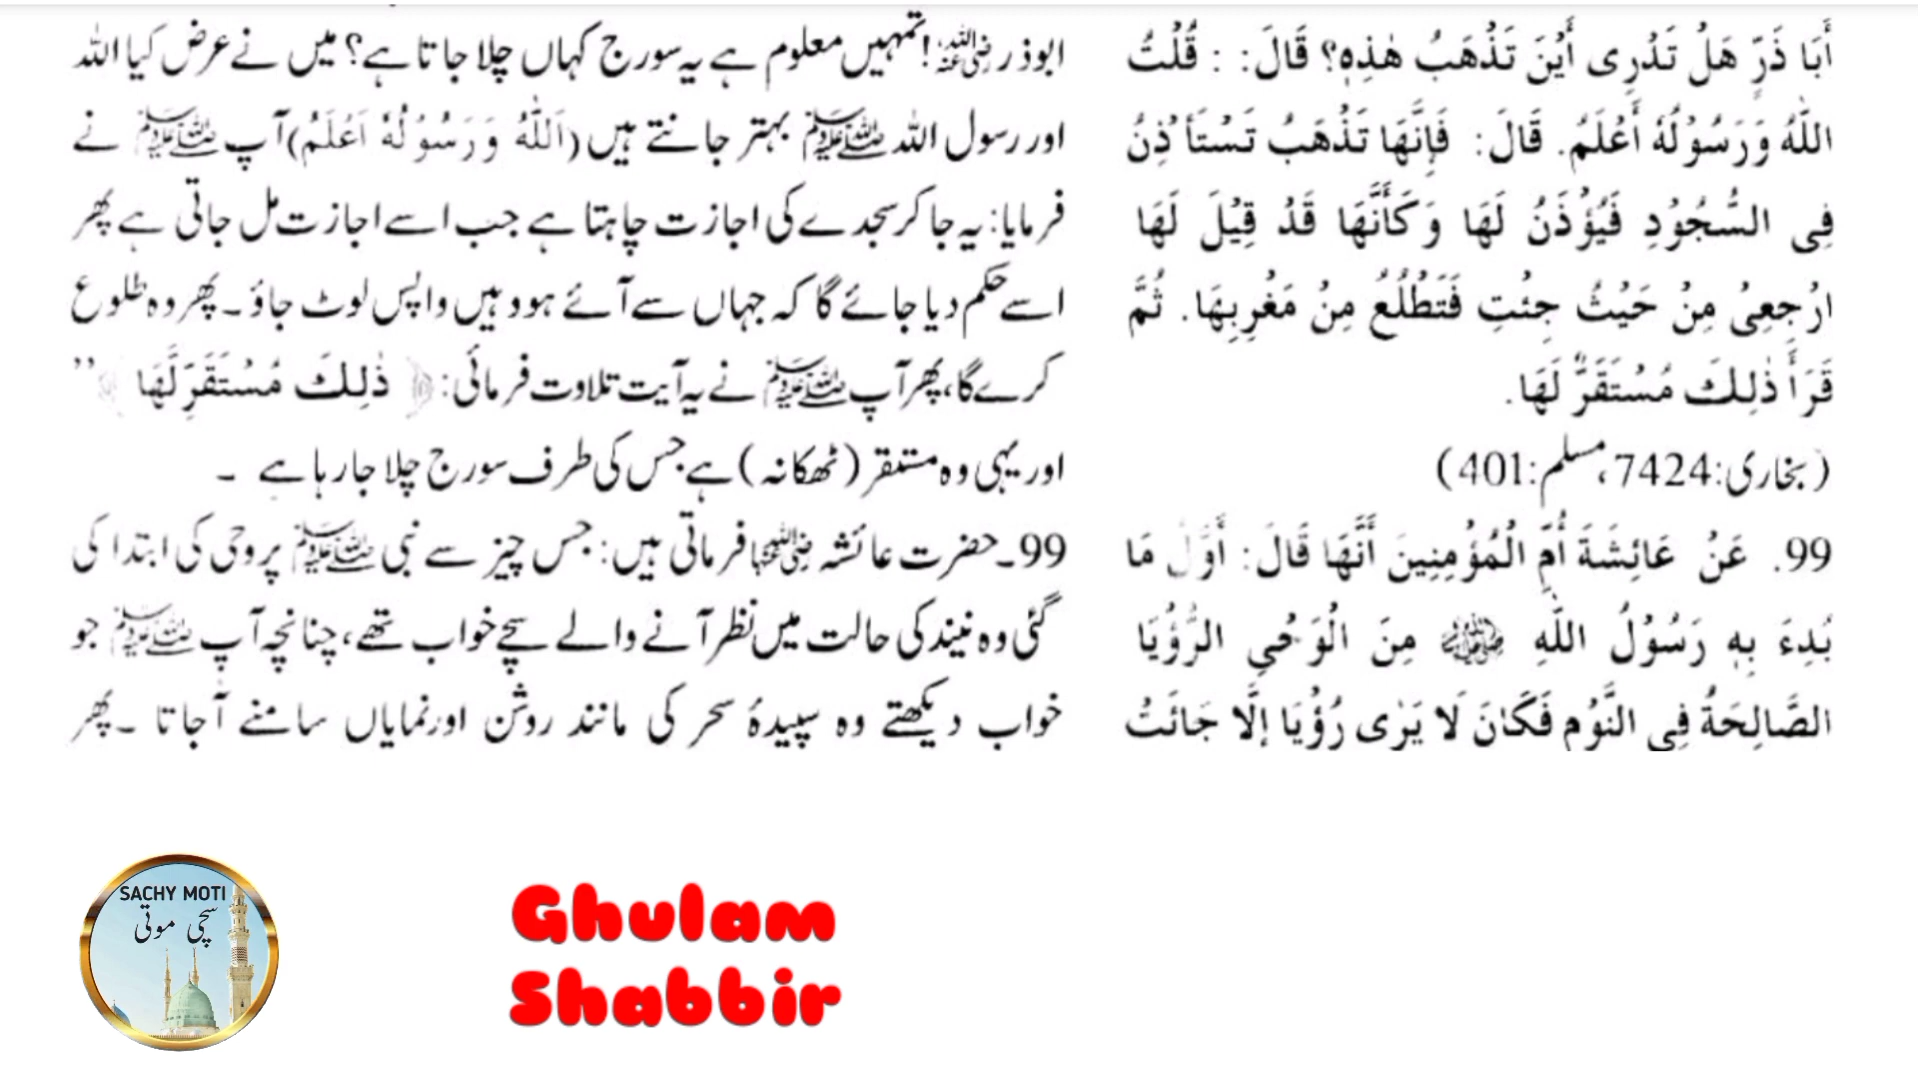 أَبَا ذَرٍّ هَلْ تَدْرِى أَيْنَ تَذْهَبُ هٰذِهٖ؟ قَالَ: : قُلْتُ
اللّٰهُ وَرَسُوْلُهٗ أَعْلَمُ. قَالَ: فَإِنَّهَا تَذْهَبُ تَسْتَأْذِنُ
فِى السُّجُوْدِ فَيُؤْذَنُ لَهَا وَكَأَنَّهَا قَدْ قِيْلَ لَهَا
ارْجِعِىْ مِنْ حَيْثُ جِئْتِ فَتَطْلُعُ مِنْ مَغْرِبِهَا. ثُمَّ
قَرَأَ ذٰلِكَ مُسْتَقَرٌّ لَهَا.
(بخاری:7424،مسلم:401)
99. عَنْ عَائِشَةَ أُمِّ الْمُؤْمِنِينَ أَنَّهَا قَالَ: أَوَّلُ مَا
بُدِءَ بِهٖ رَسُوْلُ اللّٰهِ ﷺ مِنَ الْوَحْىِ الرُّؤْيَا
الصَّالِحَةُ فِى النَّوْمِ فَكَانَ لَا يَرٰى رُؤْيَا إِلَّا جَائَتْ
ابوذر رضی اللہ عنہ! تمہیں معلوم ہے یہ سورج کہاں چلا جاتا ہے؟ میں نے عرض کیا اللہ
اور رسول اللہ ﷺ بہتر جانتے ہیں (اَللّٰهُ وَرَسُوْلُهٗ اَعْلَمُ) آپ ﷺ نے
فرمایا: یہ جا کر سجدے کی اجازت چاہتا ہے جب اسے اجازت مل جاتی ہے پھر
اسے حکم دیا جائے گا کہ جہاں سے آئے ہو وہیں واپس لوٹ جاؤ۔ پھر وہ طلوع
کرے گا، پھر آپ ﷺ نے یہ آیت تلاوت فرمائی: ﴿ذٰلِكَ مُسْتَقَرٌّ لَّهَا﴾ ’’
اور یہی وہ مستقر (ٹھکانہ) ہے جس کی طرف سورج چلا جا رہا ہے ۔
99۔ حضرت عائشہ رضی اللہ عنہا فرماتی ہیں: جس چیز سے نبی ﷺ پر وحی کی ابتدا کی
گئی وہ نیند کی حالت میں نظر آنے والے سچے خواب تھے، چنانچہ آپ ﷺ جو
خواب دیکھتے وہ سپیدۂ سحر کی مانند روشن اور نمایاں سامنے آجاتا ۔ پھر
SACHY MOTI
سچی موتی
Ghulam
Shabbir